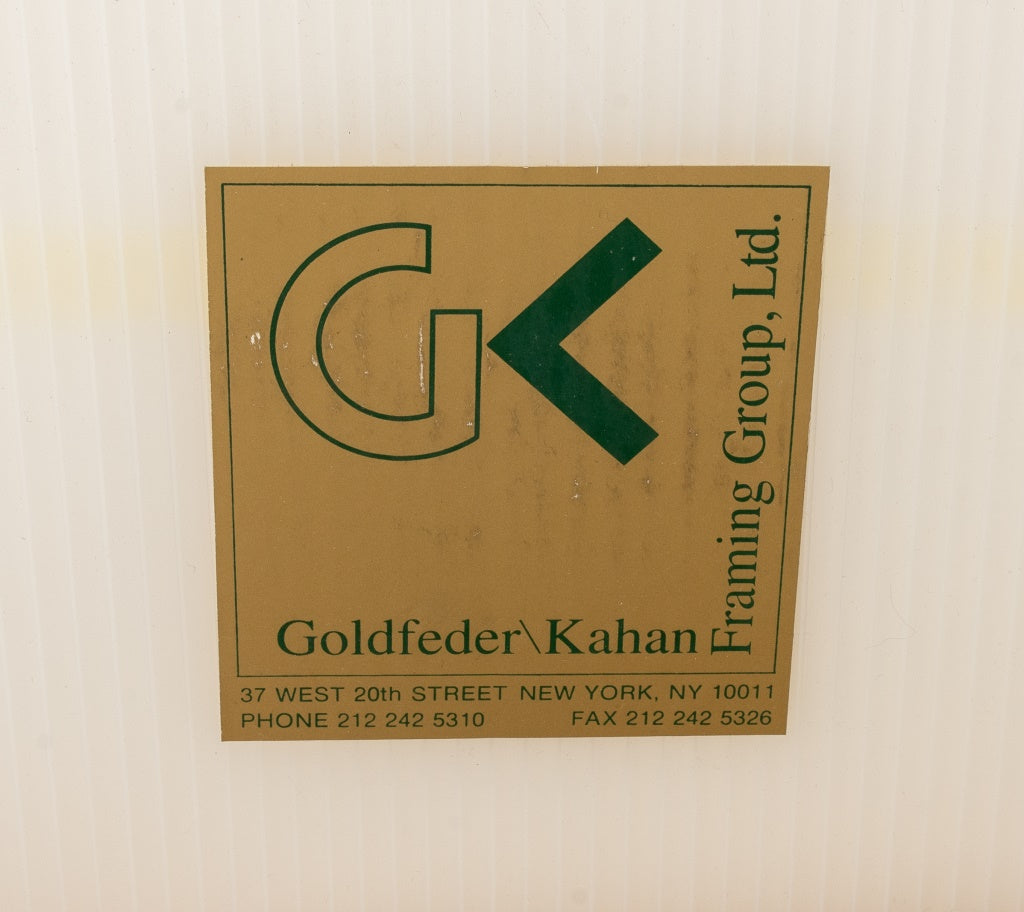 GK
Goldfeder\Kahan
Framing Group, Ltd.
37 WEST 20th STREET NEW YORK, NY 10011
PHONE 212 242 5310 FAX 212 242 5326